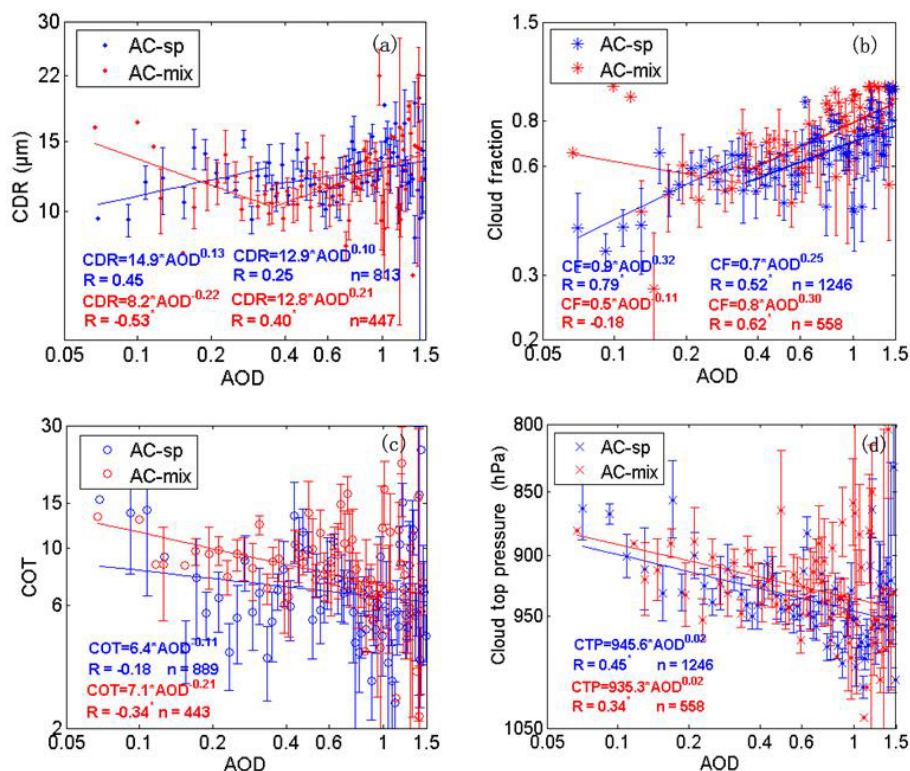 30
22
15
10
CDR (μm)
AC-sp
AC-mix
(a)
CDR=14.9*AOD^0.13
R = 0.45
CDR=12.9*AOD^0.10
R = 0.25 n= 813
CDR=8.2*AOD^-0.22
R = -0.53*
CDR=12.8*AOD^0.21
R = 0.40* n=447
0.05 0.1 0.2 0.4 0.6 1 1.5
AOD
1.5
0.8
0.6
0.3
0.2
Cloud fraction
AC-sp
AC-mix
(b)
CF=0.9*AOD^0.32
R = 0.79*
CF=0.7*AOD^0.25
R = 0.52* n = 1246
CF=0.5*AOD^0.11
R = -0.18
CF=0.8*AOD^0.30
R = 0.62* n = 558
0.05 0.1 0.2 0.4 0.6 1 1.5
AOD
30
15
10
6
2
COT
AC-sp
AC-mix
(c)
COT=6.4*AOD^-0.11
R = -0.18 n = 889
COT=7.1*AOD^-0.21
R = -0.34* n = 443
0.05 0.1 0.2 0.4 0.6 1 1.5
AOD
800
850
900
950
1050
Cloud top pressure (hPa)
AC-sp
AC-mix
(d)
CTP=945.6*AOD^0.02
R = 0.45* n = 1246
CTP=935.3*AOD^0.02
R = 0.34* n = 558
0.05 0.1 0.2 0.4 0.6 1 1.5
AOD